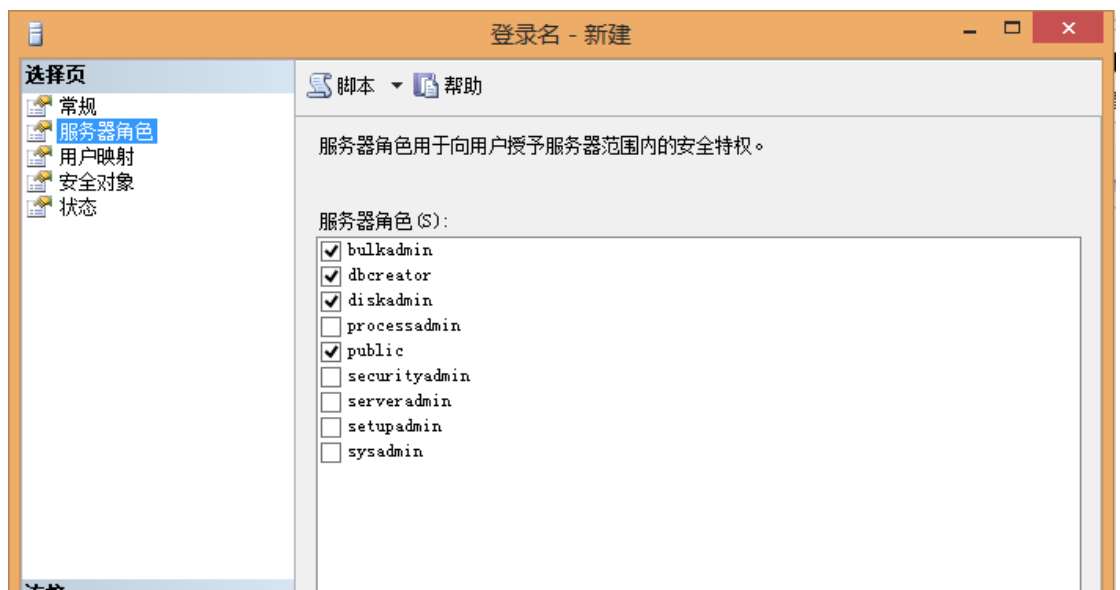 登录名 - 新建
选择页
常规
服务器角色
用户映射
安全对象
状态
脚本 帮助
服务器角色用于向用户授予服务器范围内的安全特权。
服务器角色(S):
bulkadmin
dbcreator
diskadmin
processadmin
public
securityadmin
serveradmin
setupadmin
sysadmin